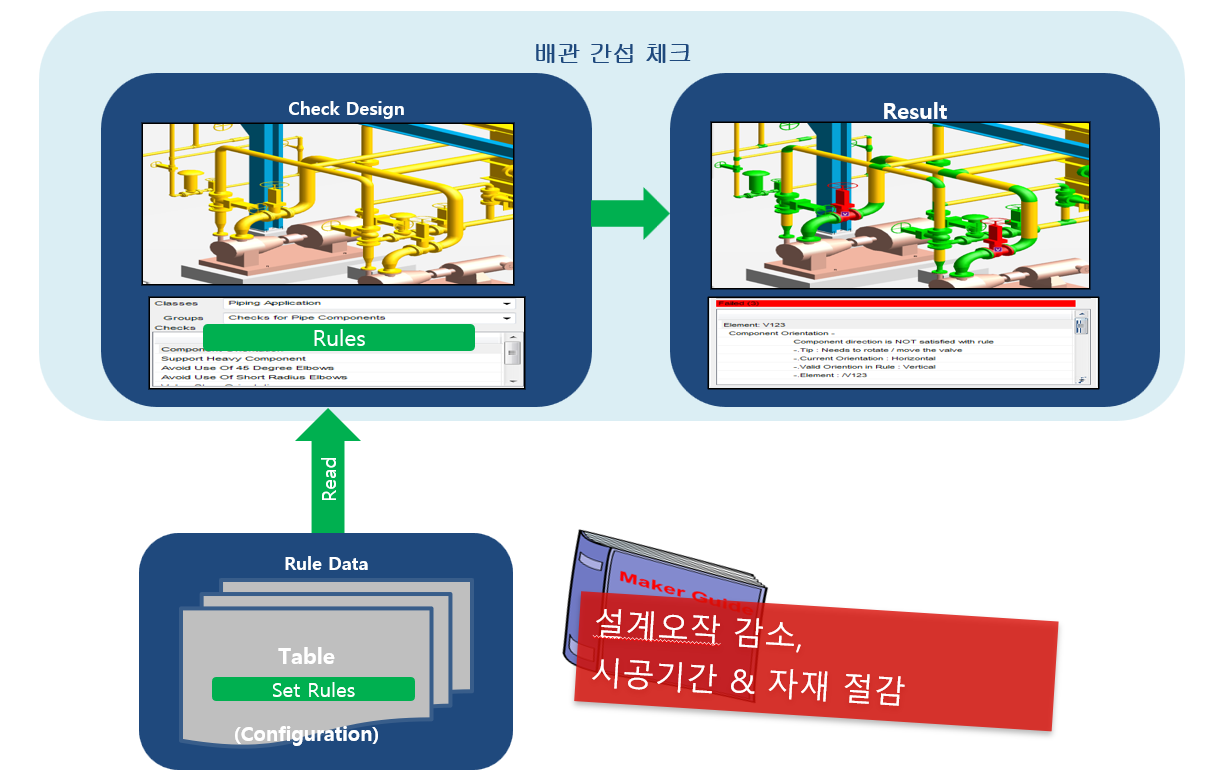 배관 간섭 체크
Check Design
Result
Classes Piping Application
Groups Checks for Pipe Components
Checks
Rules
Support Heavy Component
Avoid Use Of 45 Degree Elbows
Avoid Use Of Short Radius Elbows
Failed (3)
Element: V123
Component Orientation -
Component direction is NOT satisfied with rule
-.Tip : Needs to rotate / move the valve
-.Current Orientation : Horizontal
-.Valid Oriention in Rule : Vertical
-.Element : /V123
Read
Rule Data
Table
Set Rules
(Configuration)
Maker Guide
설계오작 감소,
시공기간 & 자재 절감